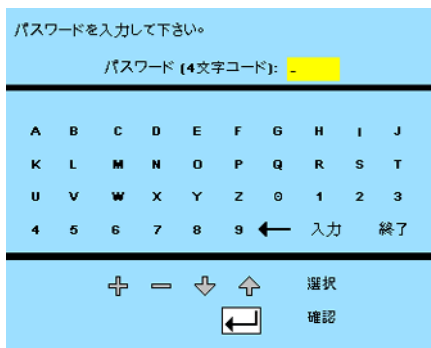 パスワードを入力して下さい。
パスワード (4文字コード): _
A B C D E F G H I J
K L M N O P Q R S T
U V W X Y Z 0 1 2 3
4 5 6 7 8 9 ← 入力 終了
+ − ↓ ↑ 選択
↵ 確認